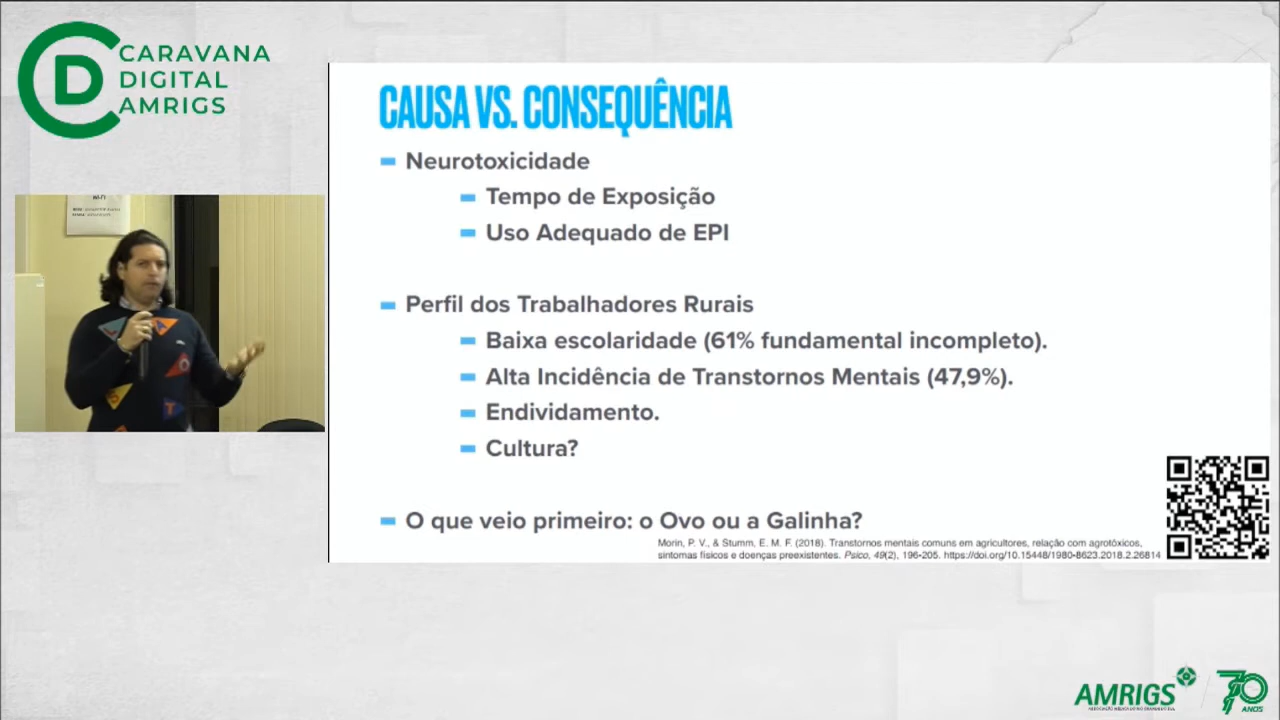 CARAVANA
DIGITAL
AMRIGS
CAUSA VS. CONSEQUÊNCIA
Neurotoxicidade
Tempo de Exposição
Uso Adequado de EPI
Perfil dos Trabalhadores Rurais
Baixa escolaridade (61% fundamental incompleto).
Alta Incidência de Transtornos Mentais (47,9%).
Endividamento.
Cultura?
O que veio primeiro: o Ovo ou a Galinha?
Morin, P. V., & Stumm, E. M. F. (2018). Transtornos mentais comuns em agricultores, relação com agrotóxicos,
sintomas físicos e doenças preexistentes. Psico, 49(2), 196-205. https://doi.org/10.15448/1980-8623.2018.2.26814
AMRIGS
70
ANOS